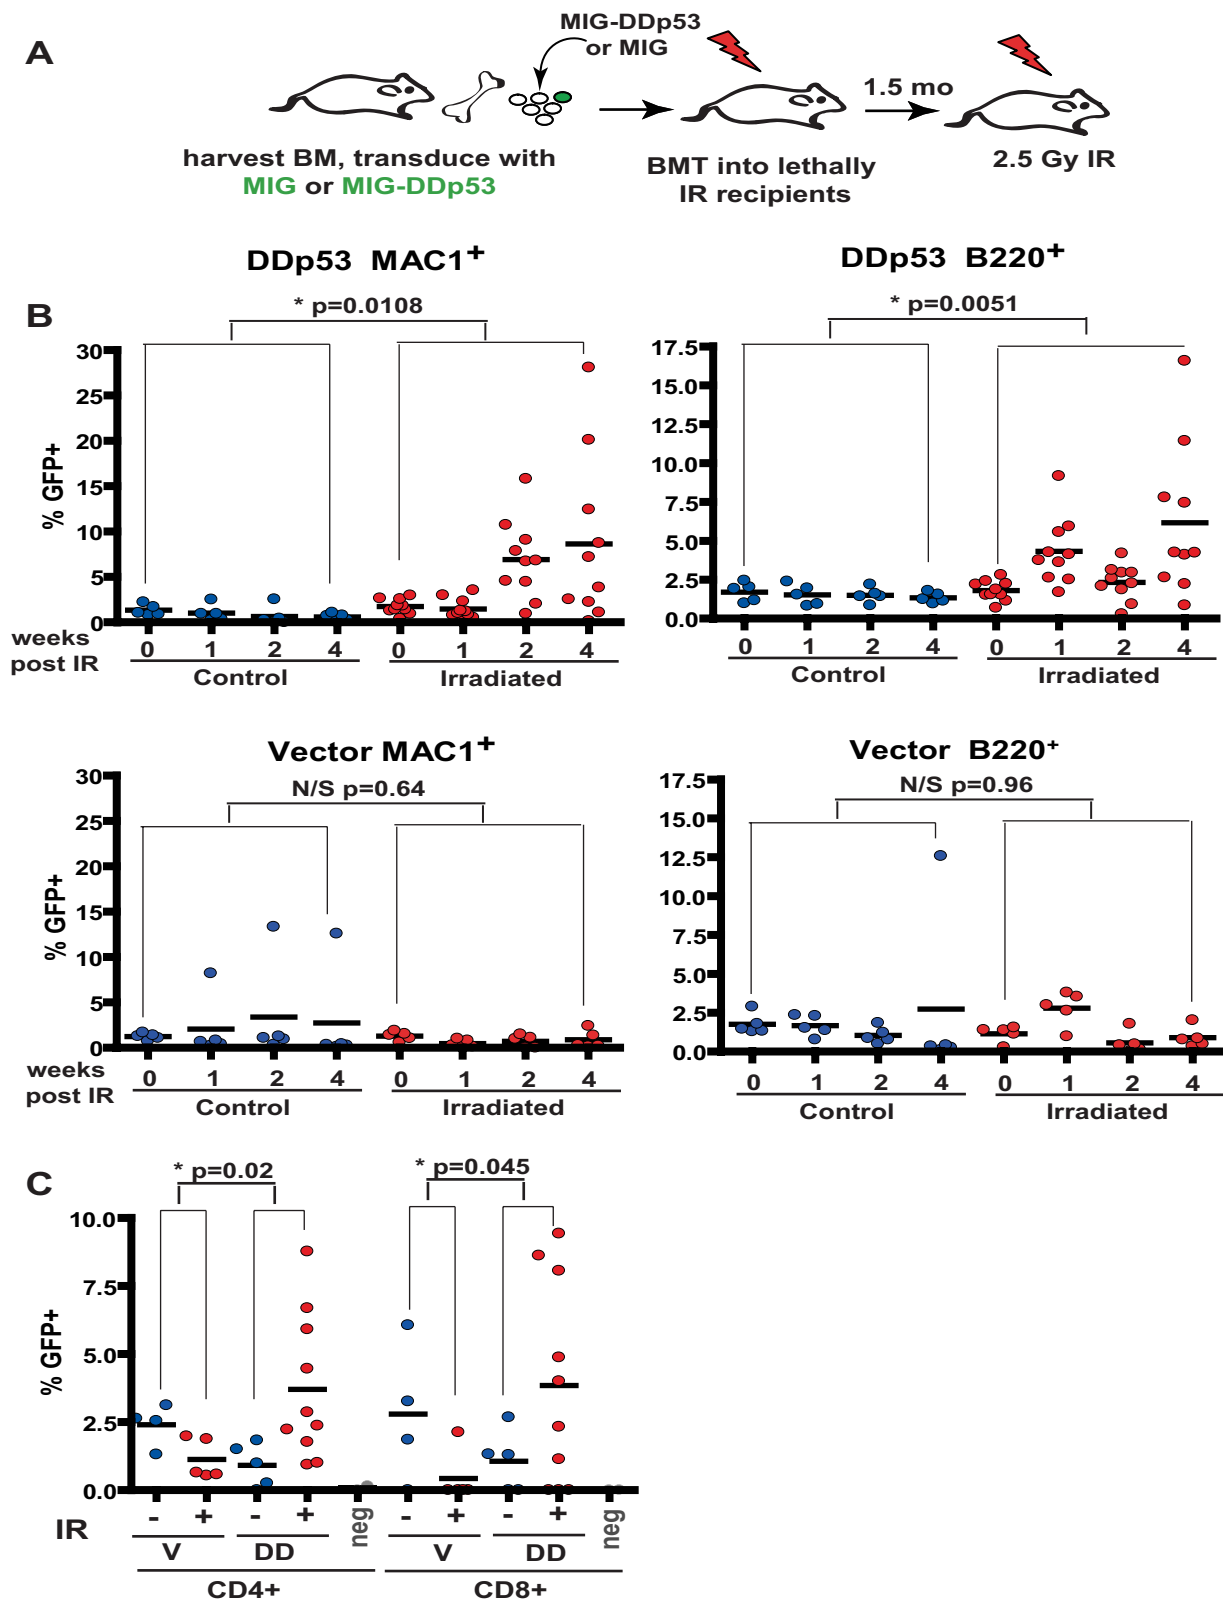 A
MIG-DDp53
or MIG
1.5 mo
harvest BM, transduce with
MIG or MIG-DDp53
BMT into lethally
IR recipients
2.5 Gy IR
B
DDp53 MAC1+
* p=0.0108
30
25
20
15
10
5
0
% GFP+
weeks
post IR
0 1 2 4 0 1 2 4
Control Irradiated
DDp53 B220+
* p=0.0051
17.5
15.0
12.5
10.0
7.5
5.0
2.5
0.0
0 1 2 4 0 1 2 4
Control Irradiated
Vector MAC1+
N/S p=0.64
30
25
20
15
10
5
0
% GFP+
weeks
post IR
0 1 2 4 0 1 2 4
Control Irradiated
Vector B220+
N/S p=0.96
17.5
15.0
12.5
10.0
7.5
5.0
2.5
0.0
0 1 2 4 0 1 2 4
Control Irradiated
C
* p=0.02
* p=0.045
10.0
7.5
5.0
2.5
0.0
% GFP+
IR - + - + neg - + - + neg
V DD V DD
CD4+ CD8+